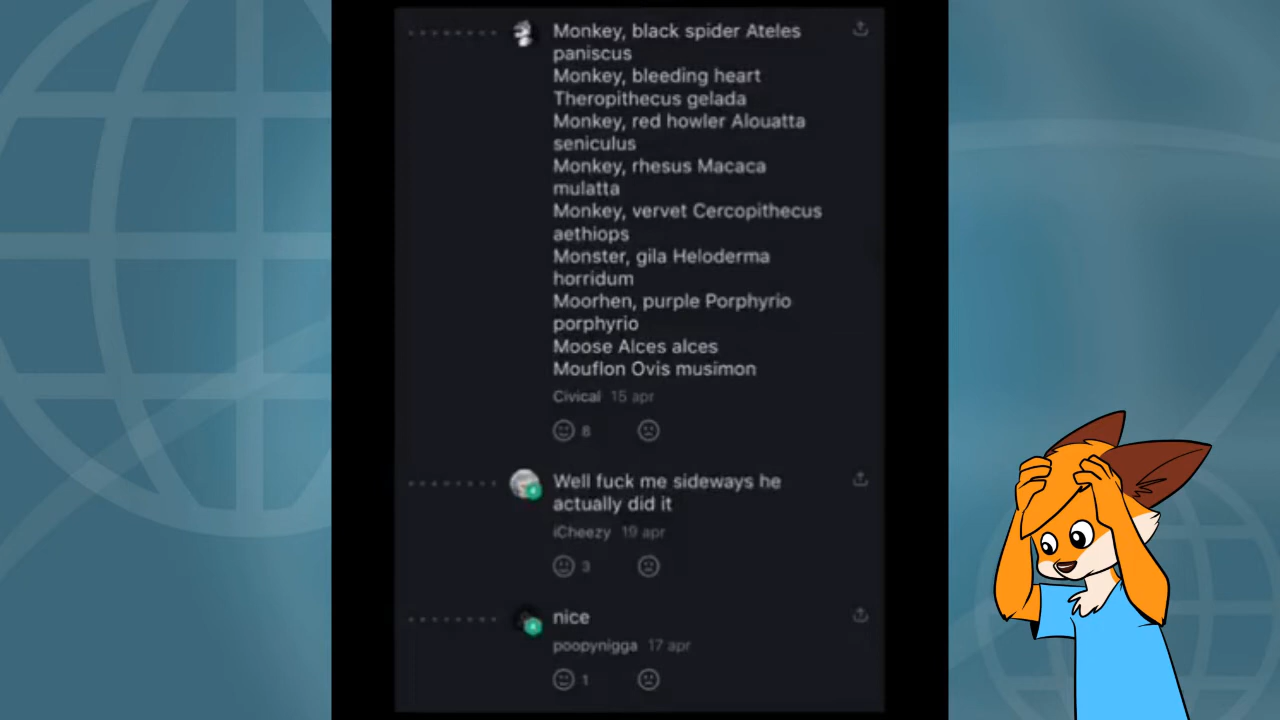 Monkey, black spider Ateles
paniscus
Monkey, bleeding heart
Theropithecus gelada
Monkey, red howler Alouatta
seniculus
Monkey, rhesus Macaca
mulatta
Monkey, vervet Cercopithecus
aethiops
Monster, gila Heloderma
horridum
Moorhen, purple Porphyrio
porphyrio
Moose Alces alces
Mouflon Ovis musimon
Civical 15 apr
8
Well fuck me sideways he
actually did it
iCheezy 19 apr
3
nice
poopynigga 17 apr
1